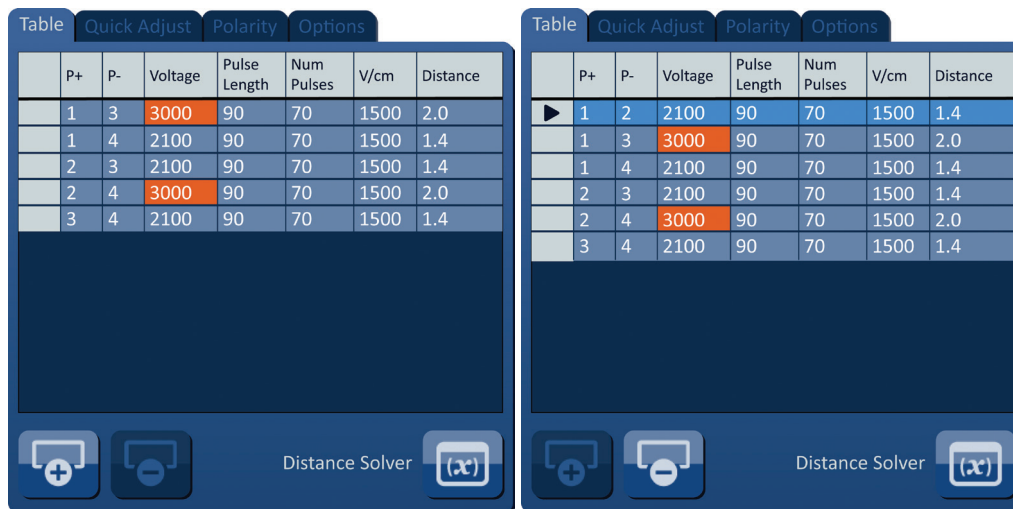 Table Quick Adjust Polarity Options
P+ P- Voltage Pulse Length Num Pulses V/cm Distance
1 3 3000 90 70 1500 2.0
1 4 2100 90 70 1500 1.4
2 3 2100 90 70 1500 1.4
2 4 3000 90 70 1500 2.0
3 4 2100 90 70 1500 1.4
Distance Solver (x)
Table Quick Adjust Polarity Options
P+ P- Voltage Pulse Length Num Pulses V/cm Distance
1 2 2100 90 70 1500 1.4
1 3 3000 90 70 1500 2.0
1 4 2100 90 70 1500 1.4
2 3 2100 90 70 1500 1.4
2 4 3000 90 70 1500 2.0
3 4 2100 90 70 1500 1.4
Distance Solver (x)